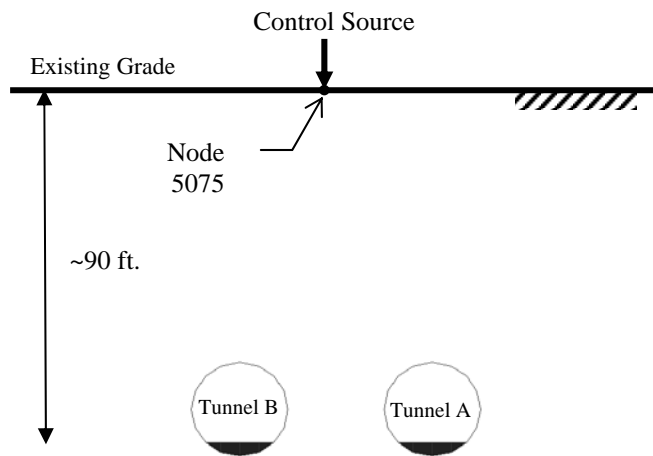 Control Source
Existing Grade
Node
5075
~90 ft.
Tunnel B
Tunnel A